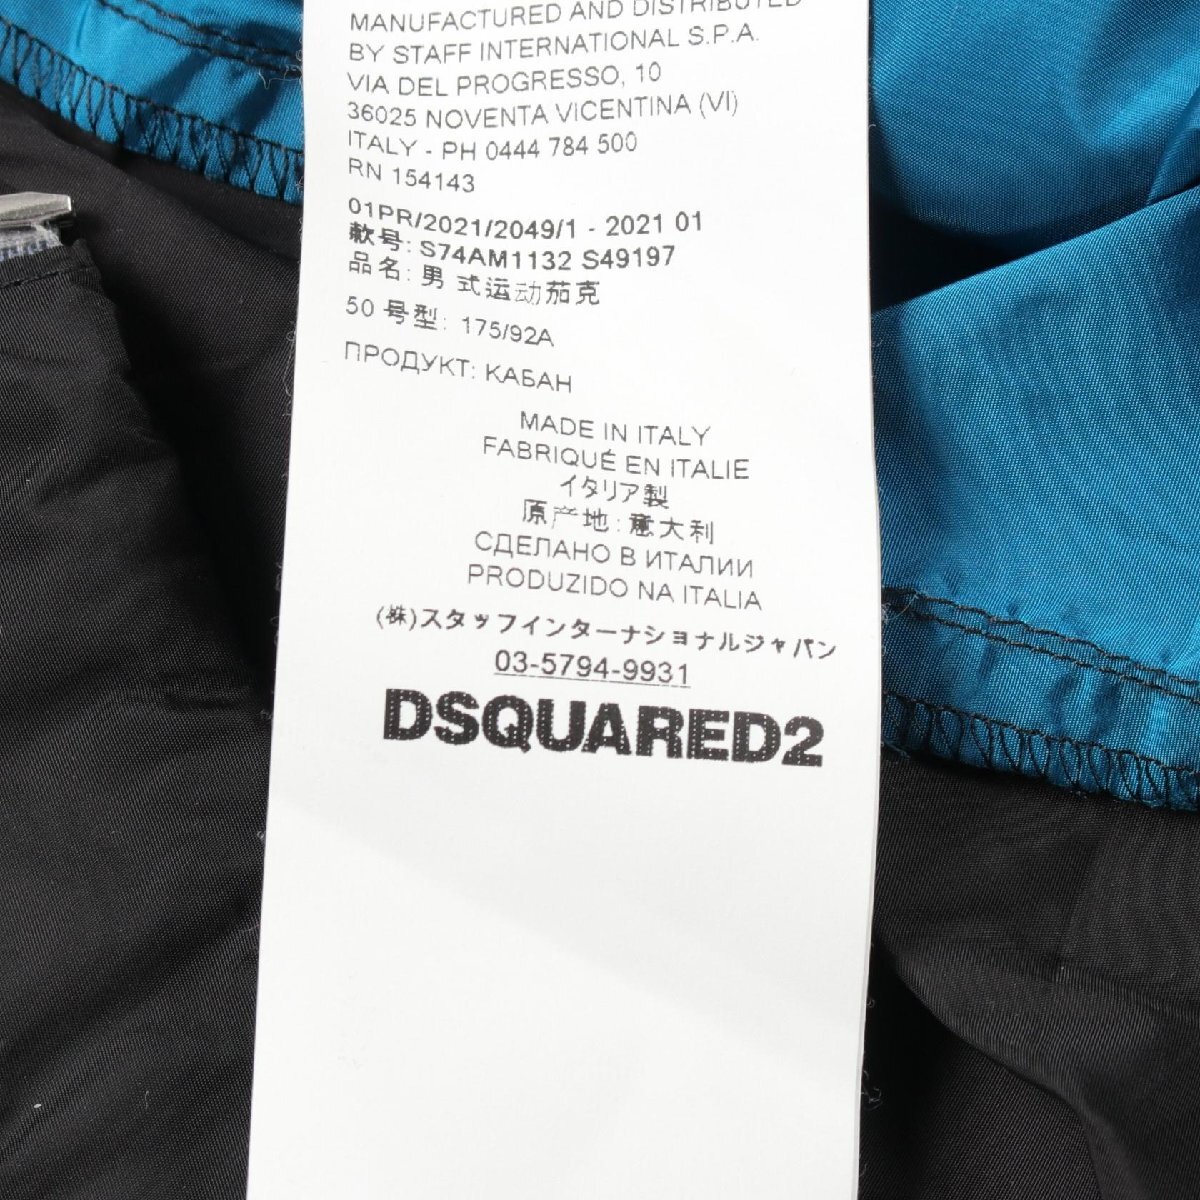 MANUFACTURED AND DISTRIBUTED
BY STAFF INTERNATIONAL S.P.A.
VIA DEL PROGRESSO, 10
36025 NOVENTA VICENTINA (VI)
ITALY - PH 0444 784 500
RN 154143
01PR/2021/2049/1 - 2021 01
款号: S74AM1132 S49197
品名: 男 式运动茄克
50 号型: 175/92A
ПРОДУКТ: КАБАН
MADE IN ITALY
FABRIQUÉ EN ITALIE
イタリア製
原产地: 意大利
СДЕЛАНО В ИТАЛИИ
PRODUZIDO NA ITALIA
(株)スタッフインターナショナルジャパン
03-5794-9931
DSQUARED2